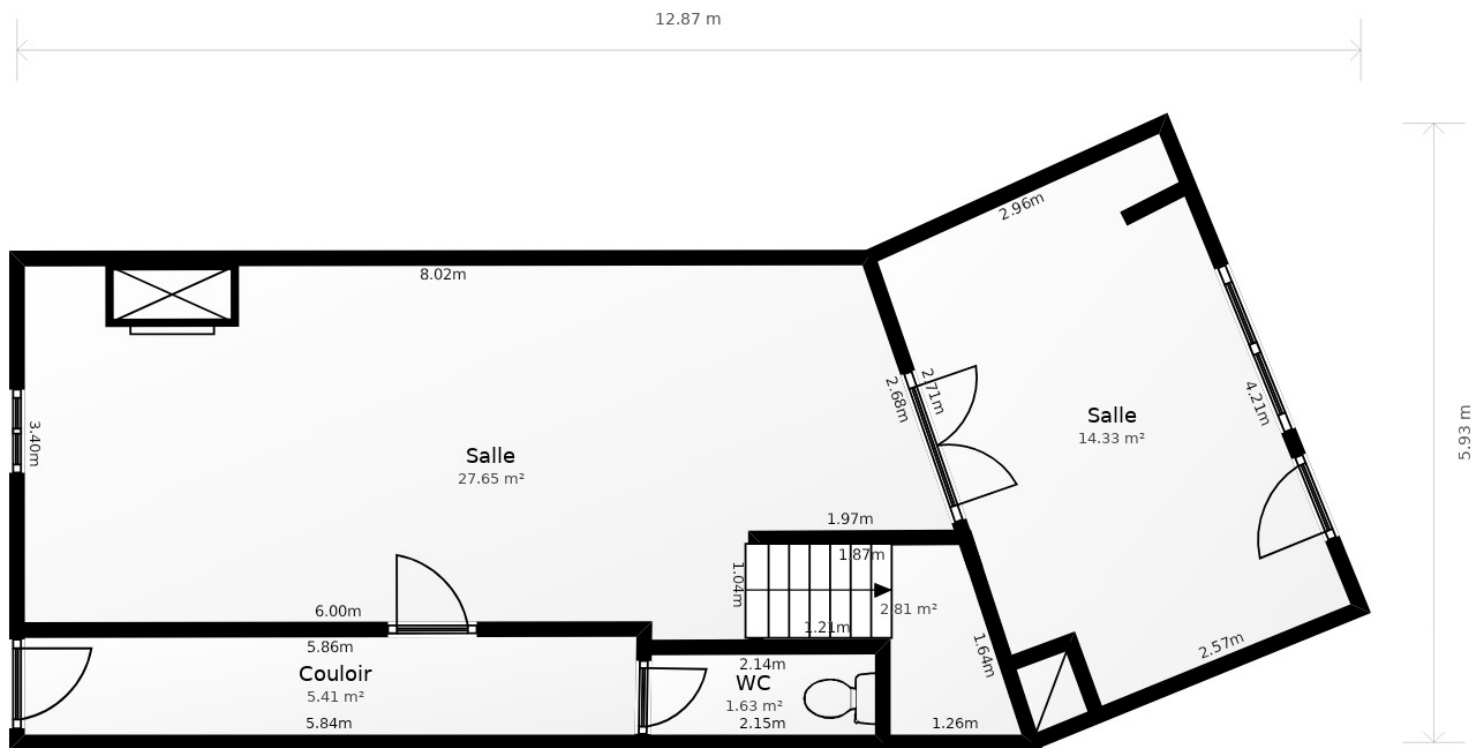 12.87 m
5.93 m
2.96m
8.02m
2.68m
2.71m
4.21m
3.40m
Salle
14.33 m²
Salle
27.65 m²
1.97m
1.87m
1.04m
2.81 m²
6.00m
1.21m
5.86m
Couloir
5.41 m²
5.84m
2.14m
WC
1.63 m²
2.15m
1.64m
1.26m
2.57m